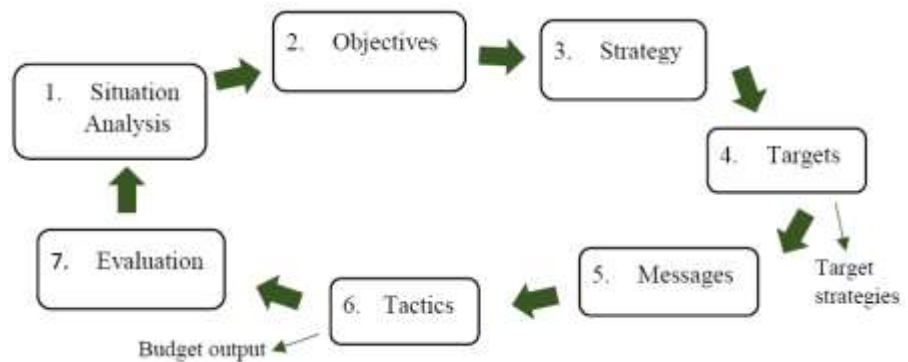 1. Situation
Analysis
2. Objectives
3. Strategy
4. Targets
Target
strategies
5. Messages
6. Tactics
Budget output
7. Evaluation